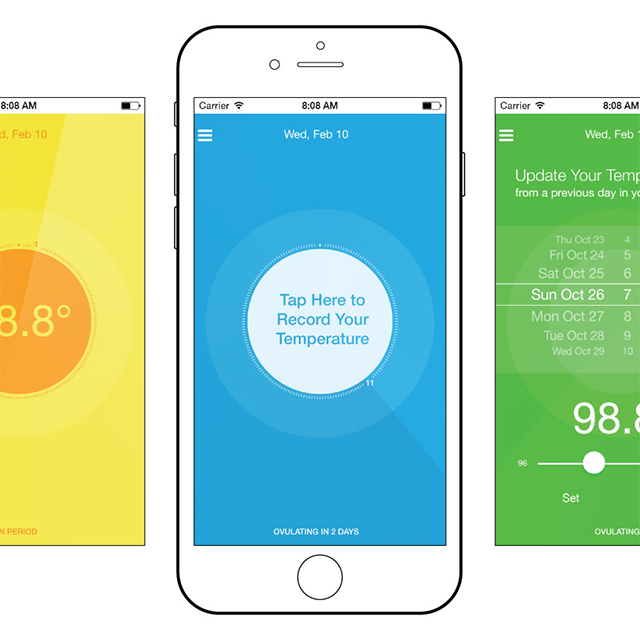 8:08 AM
d, Feb 10
1
8.8°
N PERIOD
Carrier 8:08 AM
Wed, Feb 10
Tap Here to
Record Your
Temperature
11
OVULATING IN 2 DAYS
Carrier 8:08 AM
Wed, Feb 1
Update Your Temp
from a previous day in yo
Thu Oct 23 4
Fri Oct 24 5
Sat Oct 25 6
Sun Oct 26 7
Mon Oct 27 8
Tue Oct 28 9
Wed Oct 29 10
98.8
96
Set
OVULATING